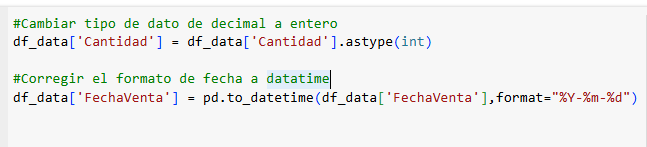 #Cambiar tipo de dato de decimal a entero
df_data['Cantidad'] = df_data['Cantidad'].astype(int)
#Corregir el formato de fecha a datatime
df_data['FechaVenta'] = pd.to_datetime(df_data['FechaVenta'],format="%Y-%m-%d")